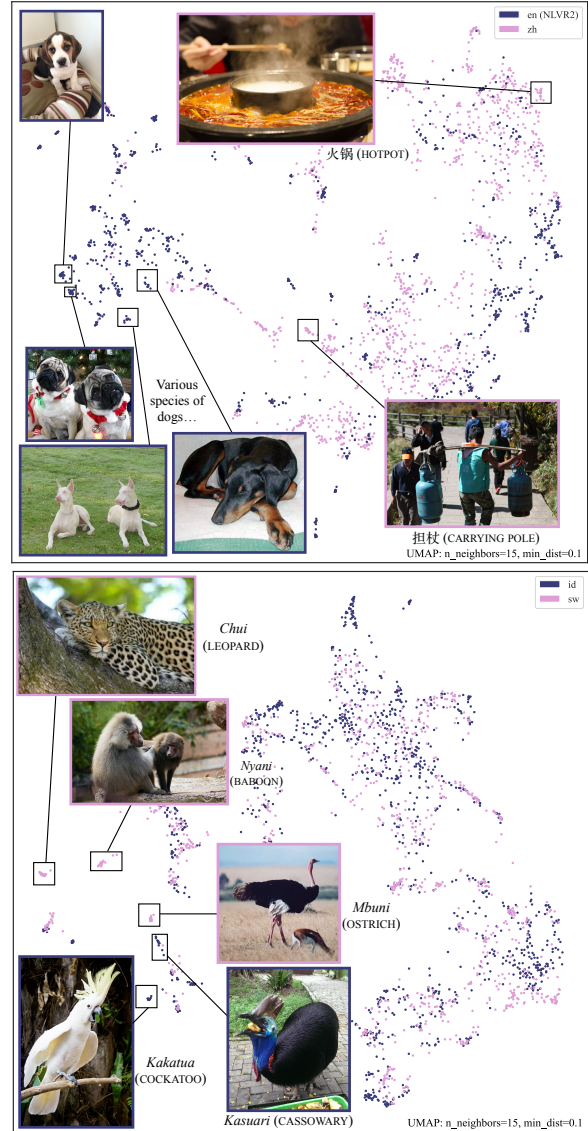 en (NLVR2)
zh
火锅 (HOTPOT)
Various
species of
dogs…
担杖 (CARRYING POLE)
UMAP: n_neighbors=15, min_dist=0.1
id
sw
Chui
(LEOPARD)
Nyani
(BABOON)
Mbuni
(OSTRICH)
Kakatua
(COCKATOO)
Kasuari (CASSOWARY)
UMAP: n_neighbors=15, min_dist=0.1